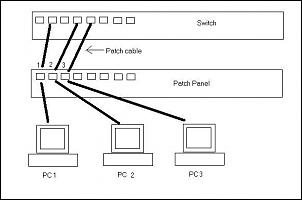 Switch
Patch cable
1 2 3
Patch Panel
PC1 PC 2 PC3